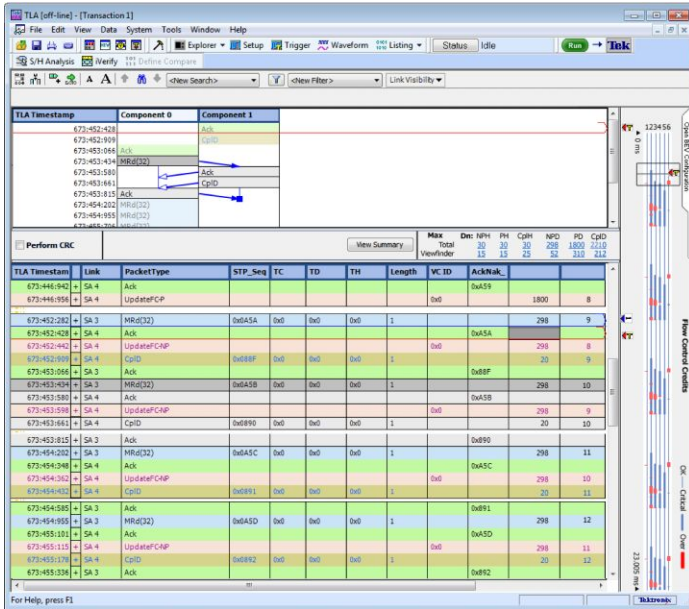 TLA [off-line] - [Transaction 1]
File Edit View Data System Tools Window Help
Explorer Setup Trigger Waveform Listing Status Idle Run Tek
S/H Analysis iVerify Define Compare
A A <New Search> <New Filter> Link Visibility
TLA Timestamp Component 0 Component 1
673:452:428 Ack
673:452:909 CplD
673:453:066 Ack
673:453:434 MRd(32)
673:453:580 Ack
673:453:661 CplD
673:453:815 Ack
673:454:202 MRd(32)
673:454:955 MRd(32)
Perform CRC View Summary
Max Dn: NPH PH CplH NPD PD CplD
Total 30 30 30 298 1800 2210
Viewfinder 15 15 25 52 310 212
TLA Timestam Link PacketType STP_Seq TC TD TH Length VC ID AckNak_
673:446:942 + SA 4 Ack 0xA59
673:446:956 + SA 4 UpdateFC-P 0x0 1800 8
673:452:282 + SA 3 MRd(32) 0x0A5A 0x0 0x0 0x0 1 298 9
673:452:428 + SA 4 Ack 0xA5A
673:452:442 + SA 4 UpdateFC-NP 0x0 298 8
673:452:909 + SA 4 CplD 0x088F 0x0 0x0 0x0 1 20 9
673:453:066 + SA 3 Ack 0x88F
673:453:434 + SA 3 MRd(32) 0x0A5B 0x0 0x0 0x0 1 298 10
673:453:580 + SA 4 Ack 0xA5B
673:453:598 + SA 4 UpdateFC-NP 0x0 298 9
673:453:661 + SA 4 CplD 0x0890 0x0 0x0 0x0 1 20 10
673:453:815 + SA 3 Ack 0x890
673:454:202 + SA 3 MRd(32) 0x0A5C 0x0 0x0 0x0 1 298 11
673:454:348 + SA 4 Ack 0xA5C
673:454:362 + SA 4 UpdateFC-NP 0x0 298 10
673:454:432 + SA 4 CplD 0x0891 0x0 0x0 0x0 1 20 11
673:454:585 + SA 3 Ack 0x891
673:454:955 + SA 3 MRd(32) 0x0A5D 0x0 0x0 0x0 1 298 12
673:455:101 + SA 4 Ack 0xA5D
673:455:115 + SA 4 UpdateFC-NP 0x0 298 11
673:455:178 + SA 4 CplD 0x0892 0x0 0x0 0x0 1 20 12
673:455:336 + SA 3 Ack 0x892
123456
0 ms
23.005 ms
Open BEV Configuration
Flow Control Credits
OK Critical Over
For Help, press F1
Tektronix